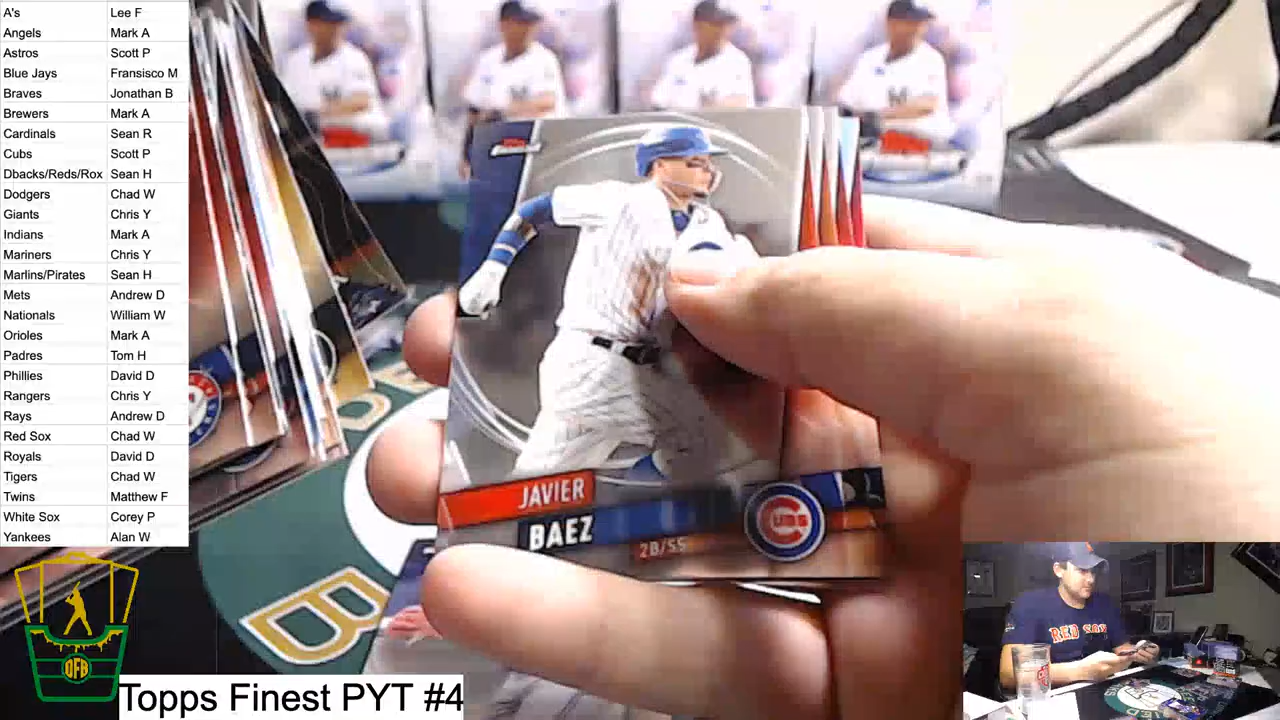 A's Lee F
Angels Mark A
Astros Scott P
Blue Jays Fransisco M
Braves Jonathan B
Brewers Mark A
Cardinals Sean R
Cubs Scott P
Dbacks/Reds/Rox Sean H
Dodgers Chad W
Giants Chris Y
Indians Mark A
Mariners Chris Y
Marlins/Pirates Sean H
Mets Andrew D
Nationals William W
Orioles Mark A
Padres Tom H
Phillies David D
Rangers Chris Y
Rays Andrew D
Red Sox Chad W
Royals David D
Tigers Chad W
Twins Matthew F
White Sox Corey P
Yankees Alan W
JAVIER
BAEZ
2B/SS
CUBS
B
RED SOX
DFB
Topps Finest PYT #4